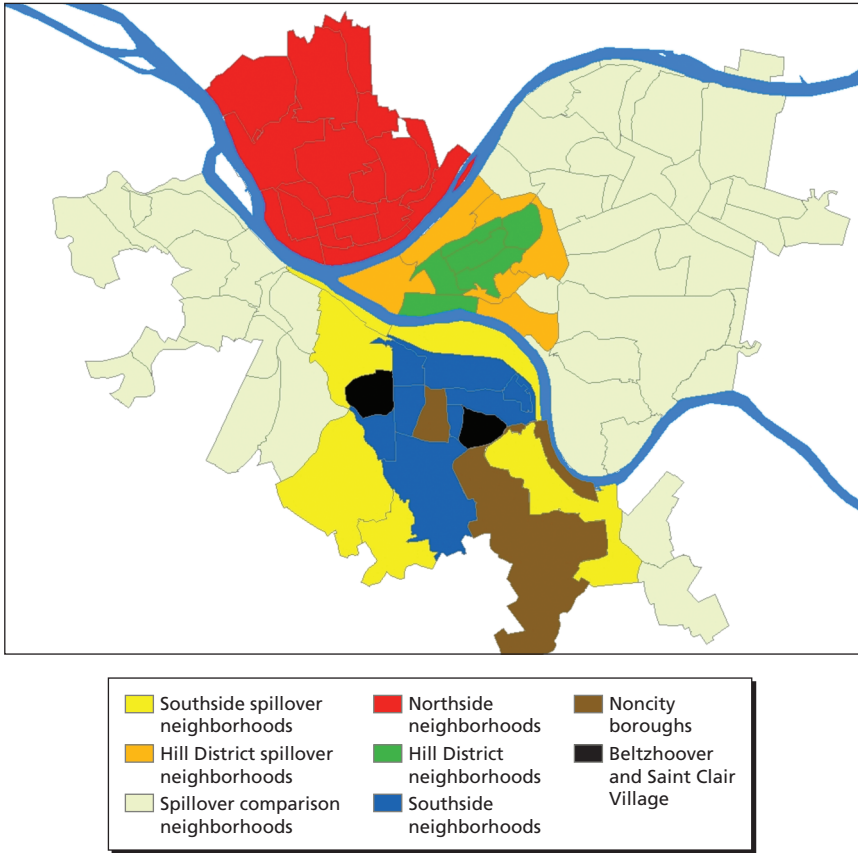 Southside spillover
neighborhoods
Hill District spillover
neighborhoods
Spillover comparison
neighborhoods
Northside
neighborhoods
Hill District
neighborhoods
Southside
neighborhoods
Noncity
boroughs
Beltzhoover
and Saint Clair
Village